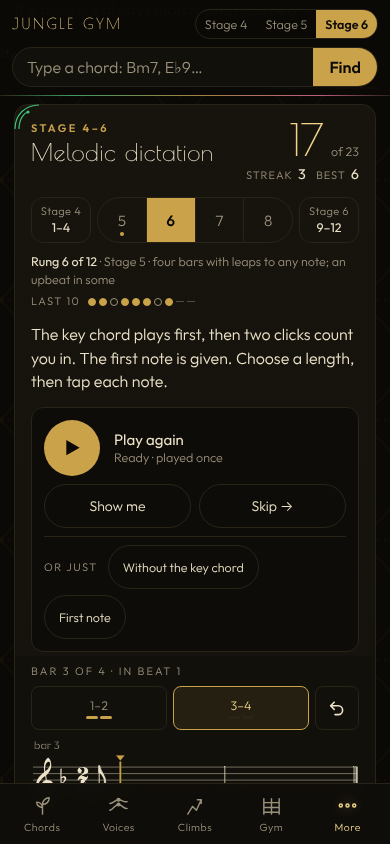 JUNGLE GYM
Stage 4 Stage 5 Stage 6
Type a chord: Bm7, E♭9... Find
STAGE 4–6
Melodic dictation
17 of 23
STREAK 3 BEST 6
Stage 4
1–4
5 6 7 8
Stage 6
9–12
Rung 6 of 12 · Stage 5 · four bars with leaps to any note; an
upbeat in some
LAST 10
The key chord plays first, then two clicks count
you in. The first note is given. Choose a length,
then tap each note.
Play again
Ready · played once
Show me Skip →
OR JUST Without the key chord
First note
BAR 3 OF 4 · IN BEAT 1
1–2 3–4
bar 3
2
Chords Voices Climbs Gym More